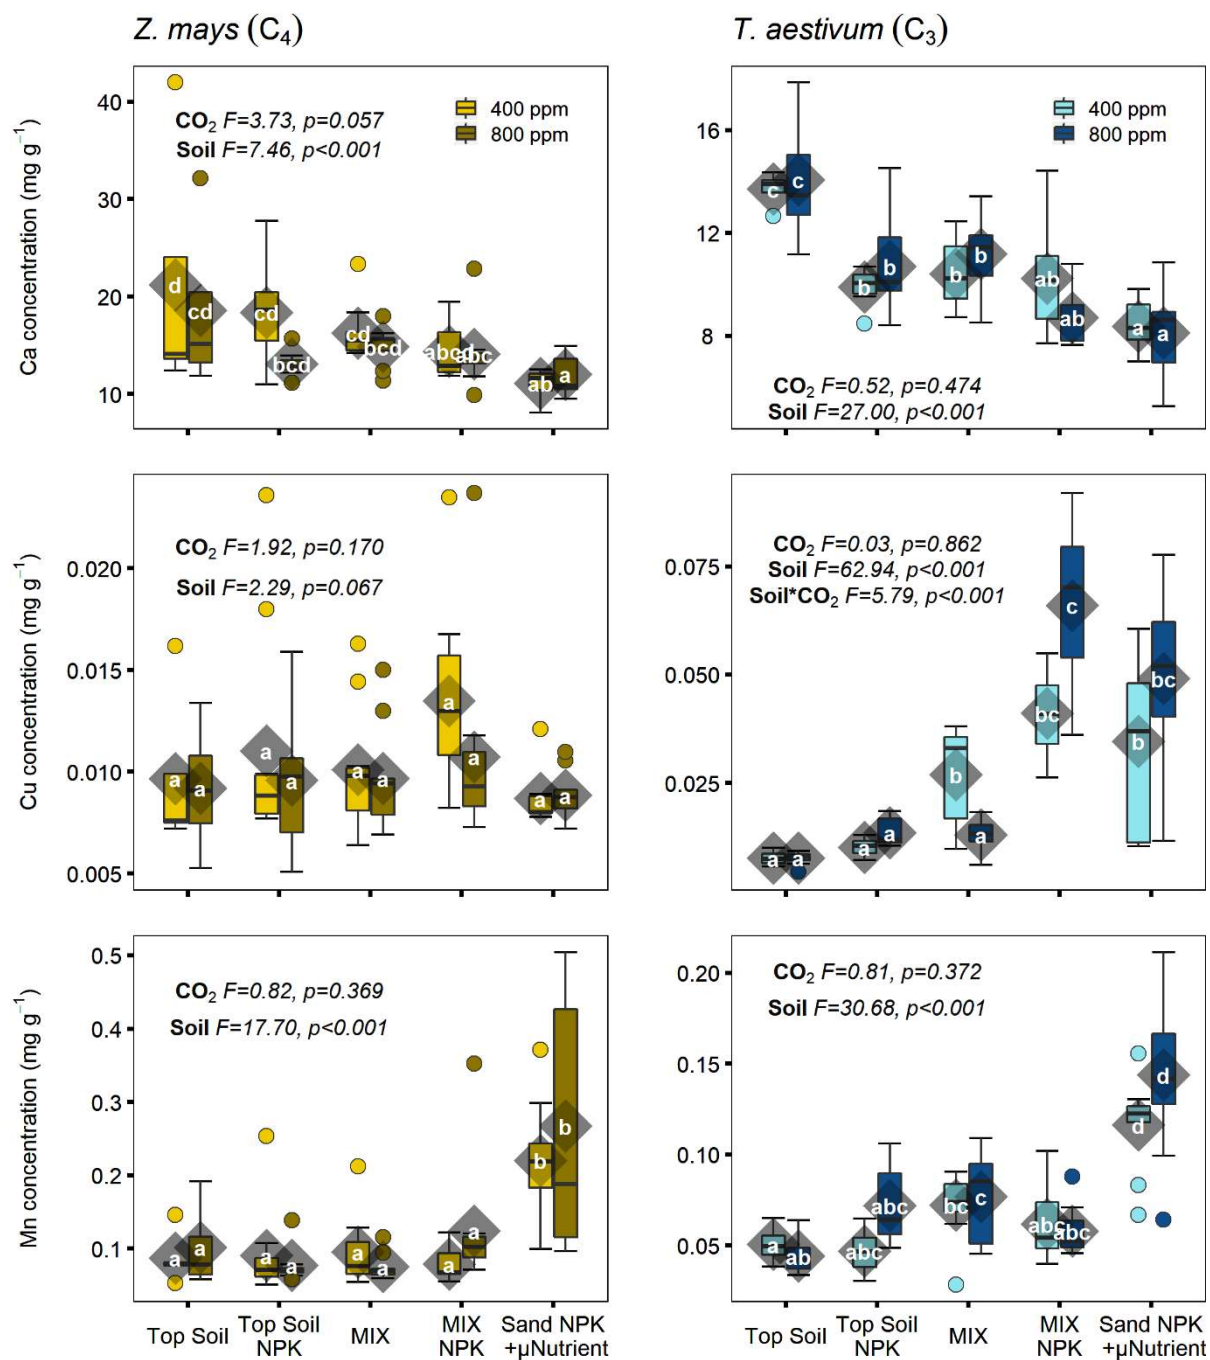 Z. mays (C₄)
T. aestivum (C₃)
Ca concentration (mg g⁻¹)
40
30
20
10
CO₂ F=3.73, p=0.057
Soil F=7.46, p<0.001
400 ppm
800 ppm
d
cd
cd
bcd
cd
bcd
abcd
abc
ab
a
16
12
8
400 ppm
800 ppm
c
c
b
b
b
b
ab
ab
a
a
CO₂ F=0.52, p=0.474
Soil F=27.00, p<0.001
Cu concentration (mg g⁻¹)
0.020
0.015
0.010
0.005
CO₂ F=1.92, p=0.170
Soil F=2.29, p=0.067
a
a
a
a
a
a
a
a
a
a
0.075
0.050
0.025
CO₂ F=0.03, p=0.862
Soil F=62.94, p<0.001
Soil*CO₂ F=5.79, p<0.001
a
a
a
a
b
a
bc
c
b
bc
Mn concentration (mg g⁻¹)
0.5
0.4
0.3
0.2
0.1
CO₂ F=0.82, p=0.369
Soil F=17.70, p<0.001
a
a
a
a
a
a
a
a
b
b
0.20
0.15
0.10
0.05
CO₂ F=0.81, p=0.372
Soil F=30.68, p<0.001
a
ab
ab
abc
bc
c
abc
abc
d
d
Top Soil
Top Soil
NPK
MIX
MIX
NPK
Sand NPK
+µNutrient
Top Soil
Top Soil
NPK
MIX
MIX
NPK
Sand NPK
+µNutrient